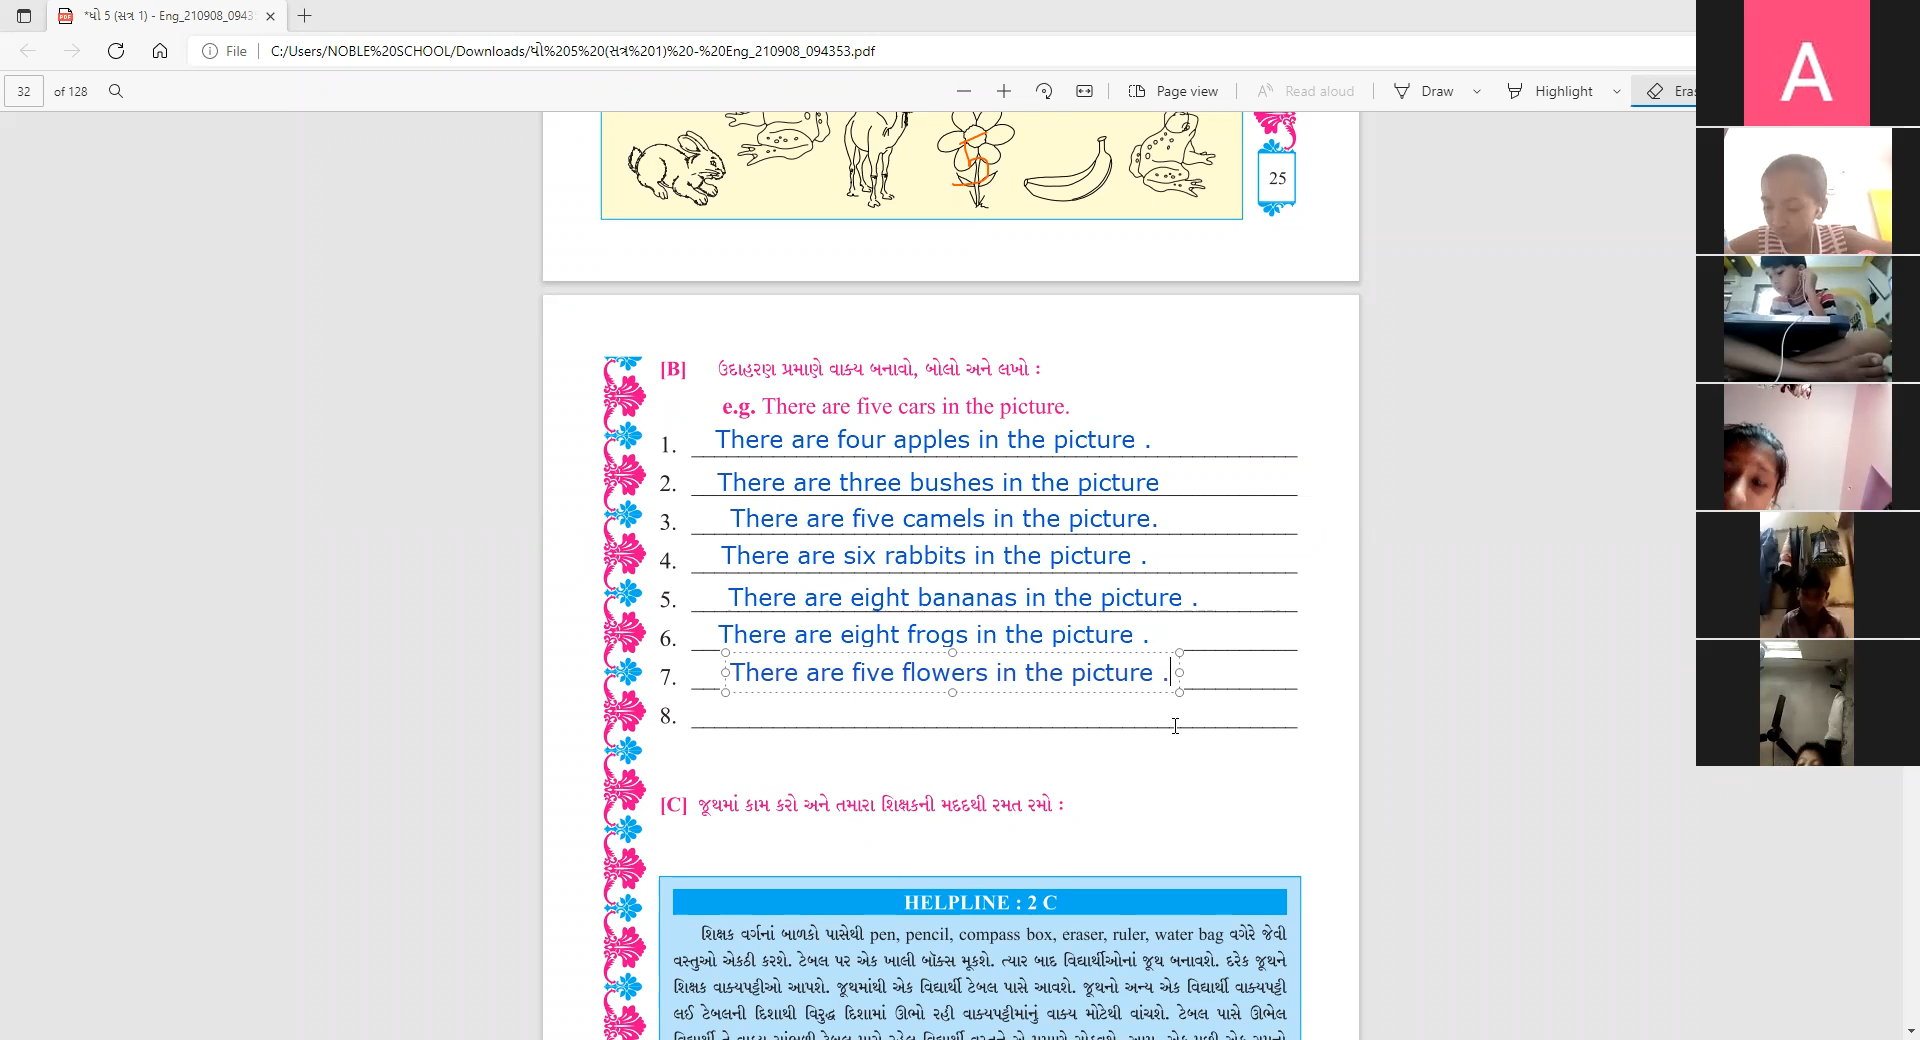 *ધો 5 (સત્ર 1) - Eng_210908_0943
File
C:/Users/NOBLE%20SCHOOL/Downloads/ધો%205%20(સત્ર%201)%20-%20Eng_210908_094353.pdf
32 of 128
Page view
Read aloud
Draw
Highlight
Eras
A
5
25
[B] ઉદાહરણ પ્રમાણે વાક્ય બનાવો, બોલો અને લખો :
e.g. There are five cars in the picture.
1. There are four apples in the picture .
2. There are three bushes in the picture
3. There are five camels in the picture.
4. There are six rabbits in the picture .
5. There are eight bananas in the picture .
6. There are eight frogs in the picture .
7. There are five flowers in the picture .
8.
[C] જૂથમાં કામ કરો અને તમારા શિક્ષકની મદદથી રમત રમો :
HELPLINE : 2 C
શિક્ષક વર્ગનાં બાળકો પાસેથી pen, pencil, compass box, eraser, ruler, water bag વગેરે જેવી
વસ્તુઓ એકઠી કરશે. ટેબલ પર એક ખાલી બૉક્સ મૂકશે. ત્યાર બાદ વિદ્યાર્થીઓનાં જૂથ બનાવશે. દરેક જૂથને
શિક્ષક વાક્યપટ્ટીઓ આપશે. જૂથમાંથી એક વિદ્યાર્થી ટેબલ પાસે આવશે. જૂથનો અન્ય એક વિદ્યાર્થી વાક્યપટ્ટી
લઈ ટેબલની દિશાથી વિરુદ્ધ દિશામાં ઊભો રહી વાક્યપટ્ટીમાંનું વાક્ય મોટેથી વાંચશે. ટેબલ પાસે ઊભેલ